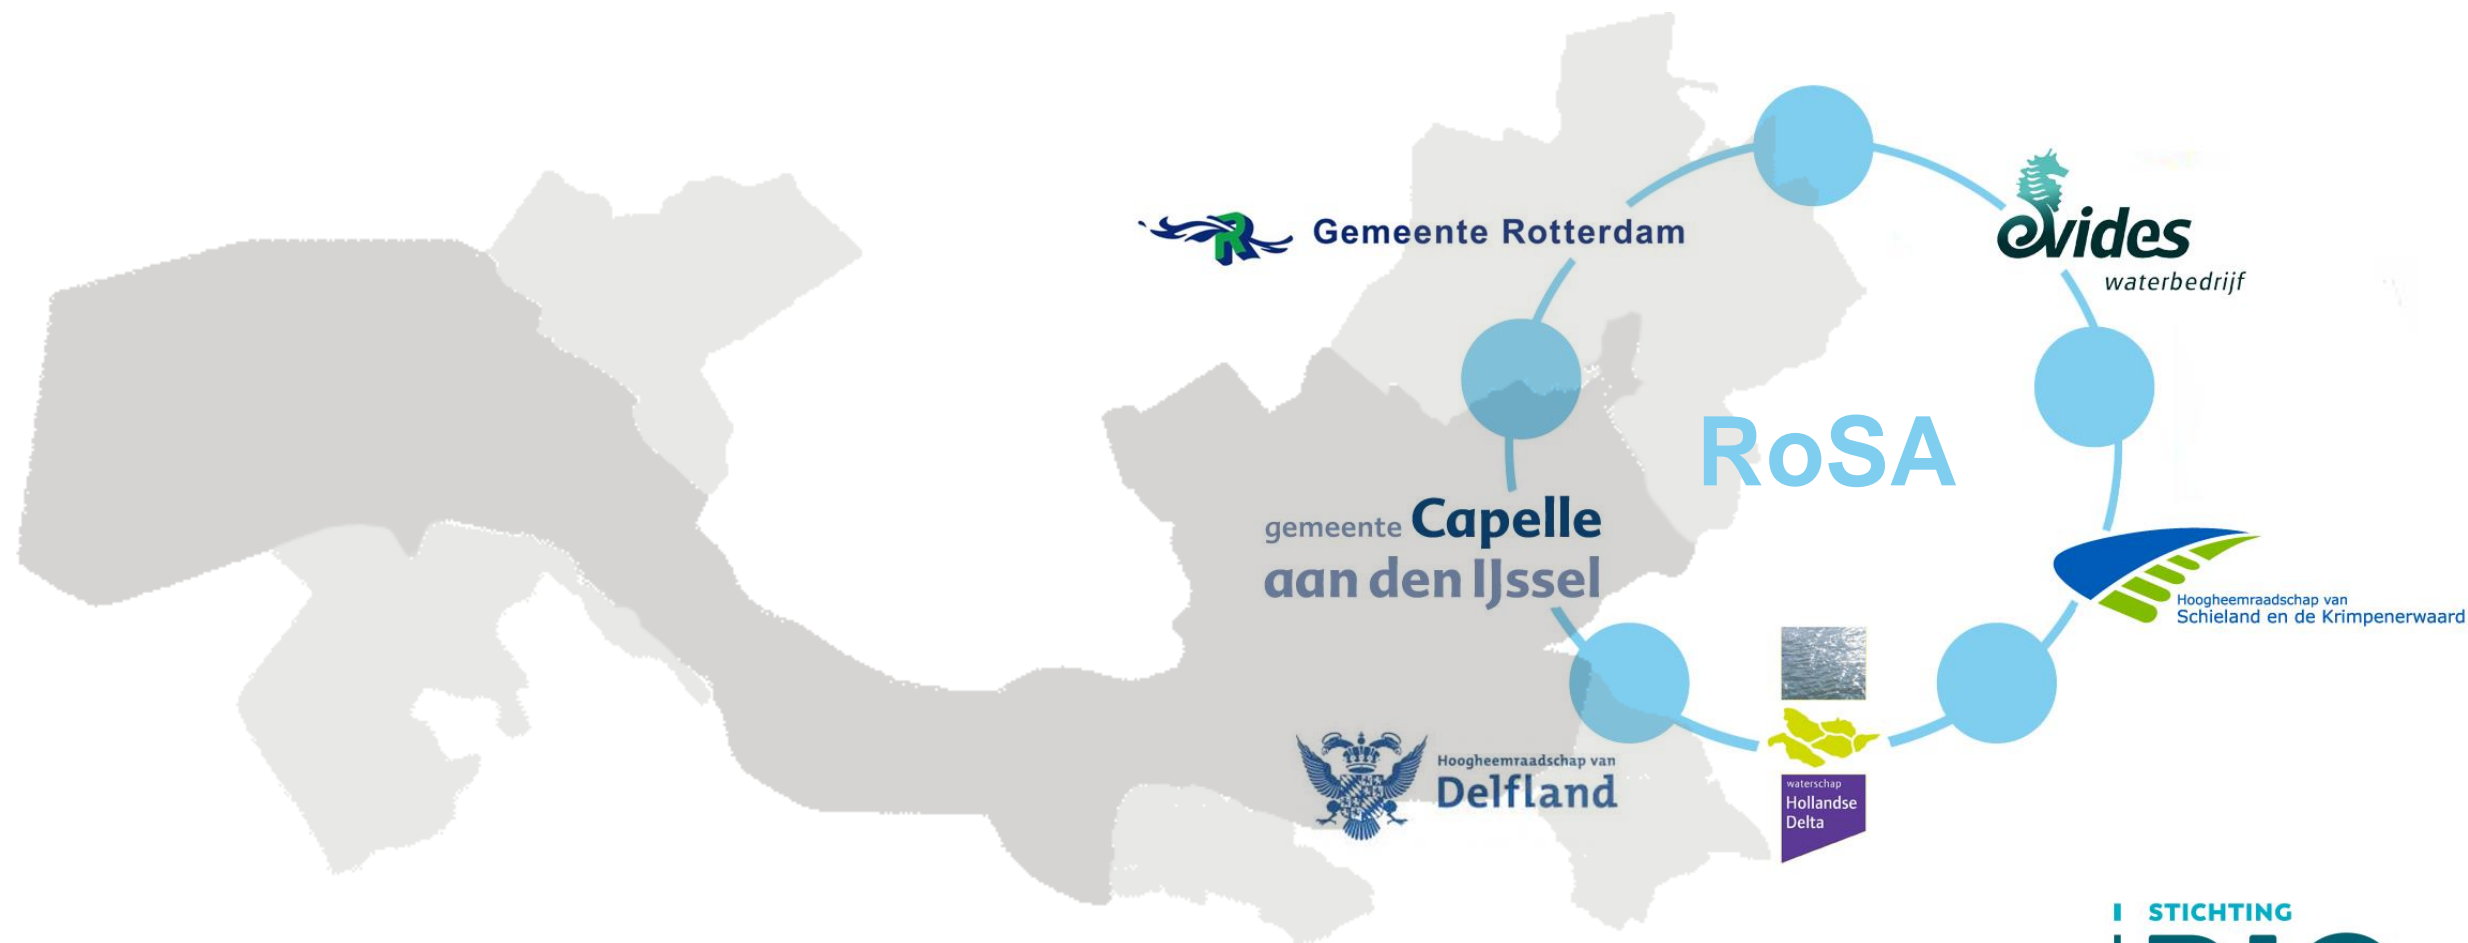 Gemeente Rotterdam
evides
waterbedrijf
RoSA
gemeente Capelle
aan den IJssel
Hoogheemraadschap van
Schieland en de Krimpenerwaard
Hoogheemraadschap van
Delfland
waterschap
Hollandse
Delta
STICHTING